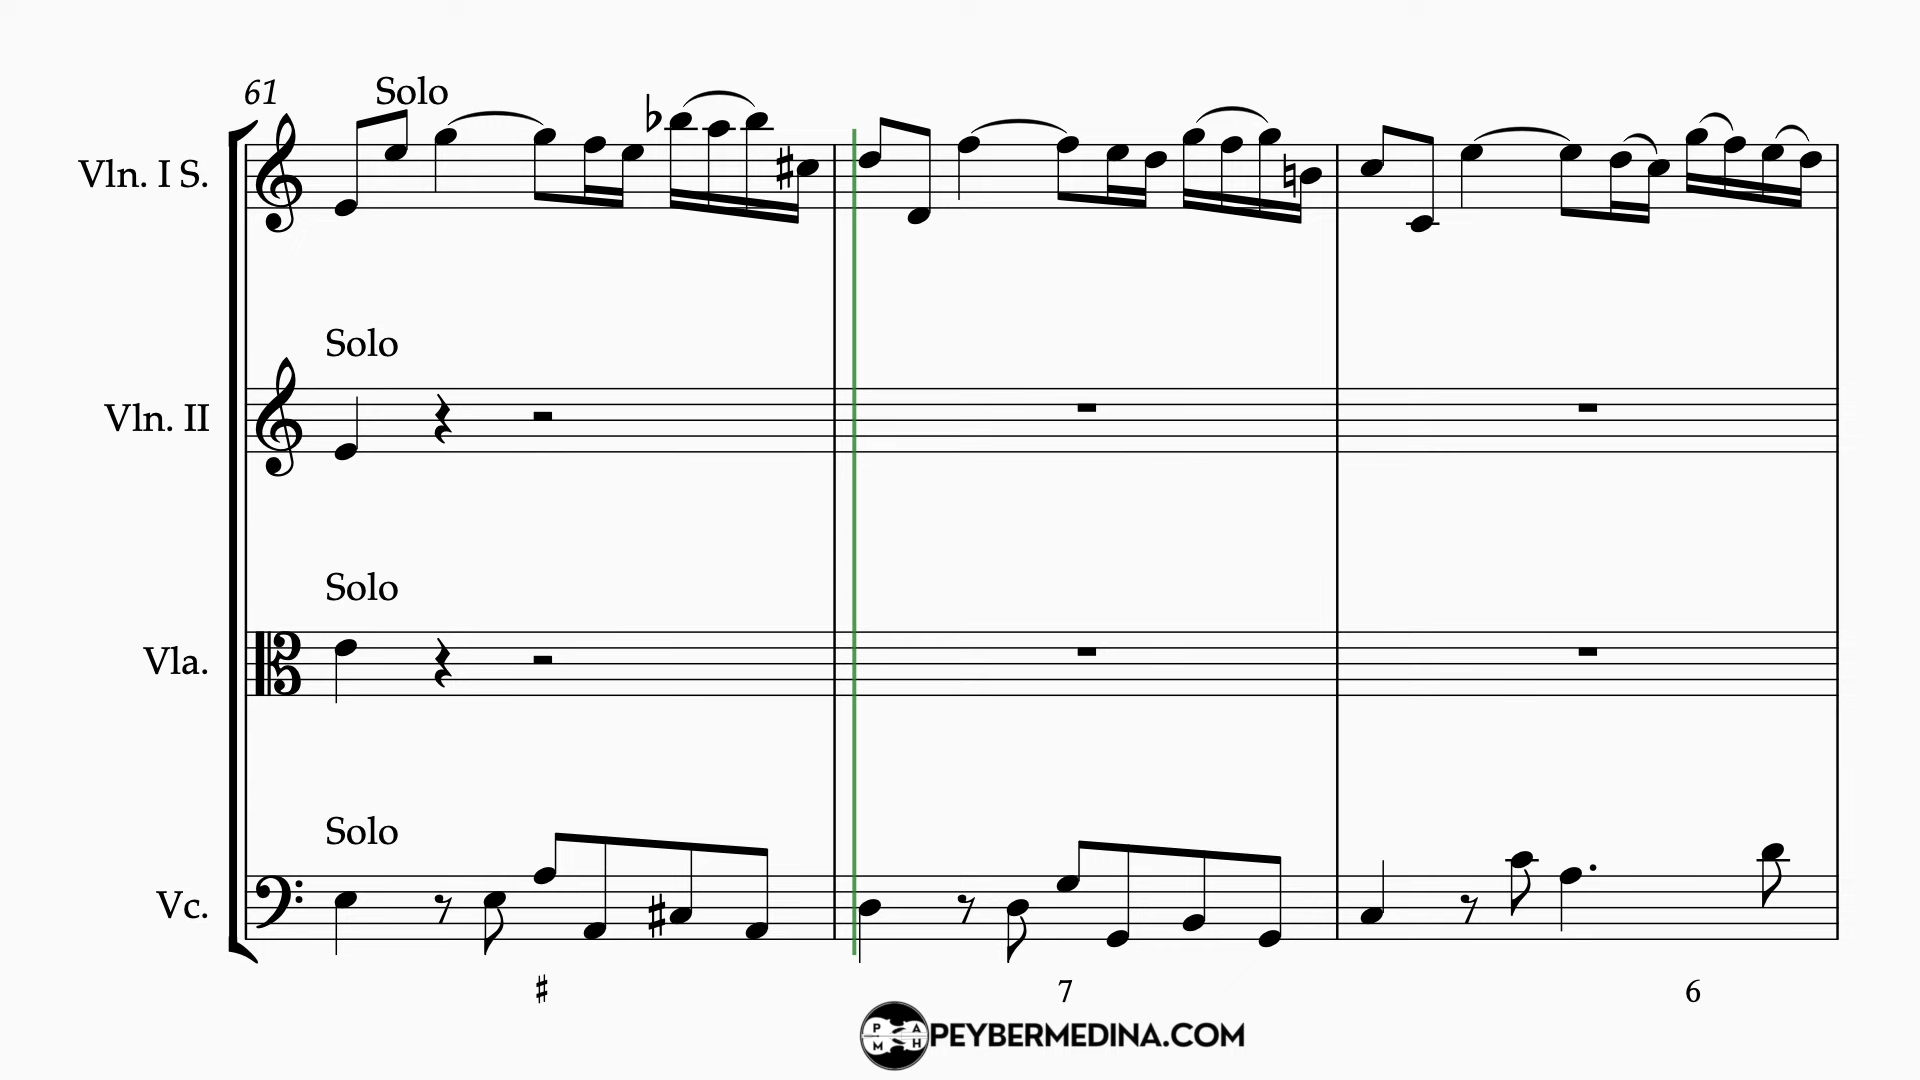 61
Solo
Vln. I S.
Solo
Vln. II
Solo
Vla.
Solo
Vc.
♯ 7 6
P A
M H
PEYBERMEDINA.COM